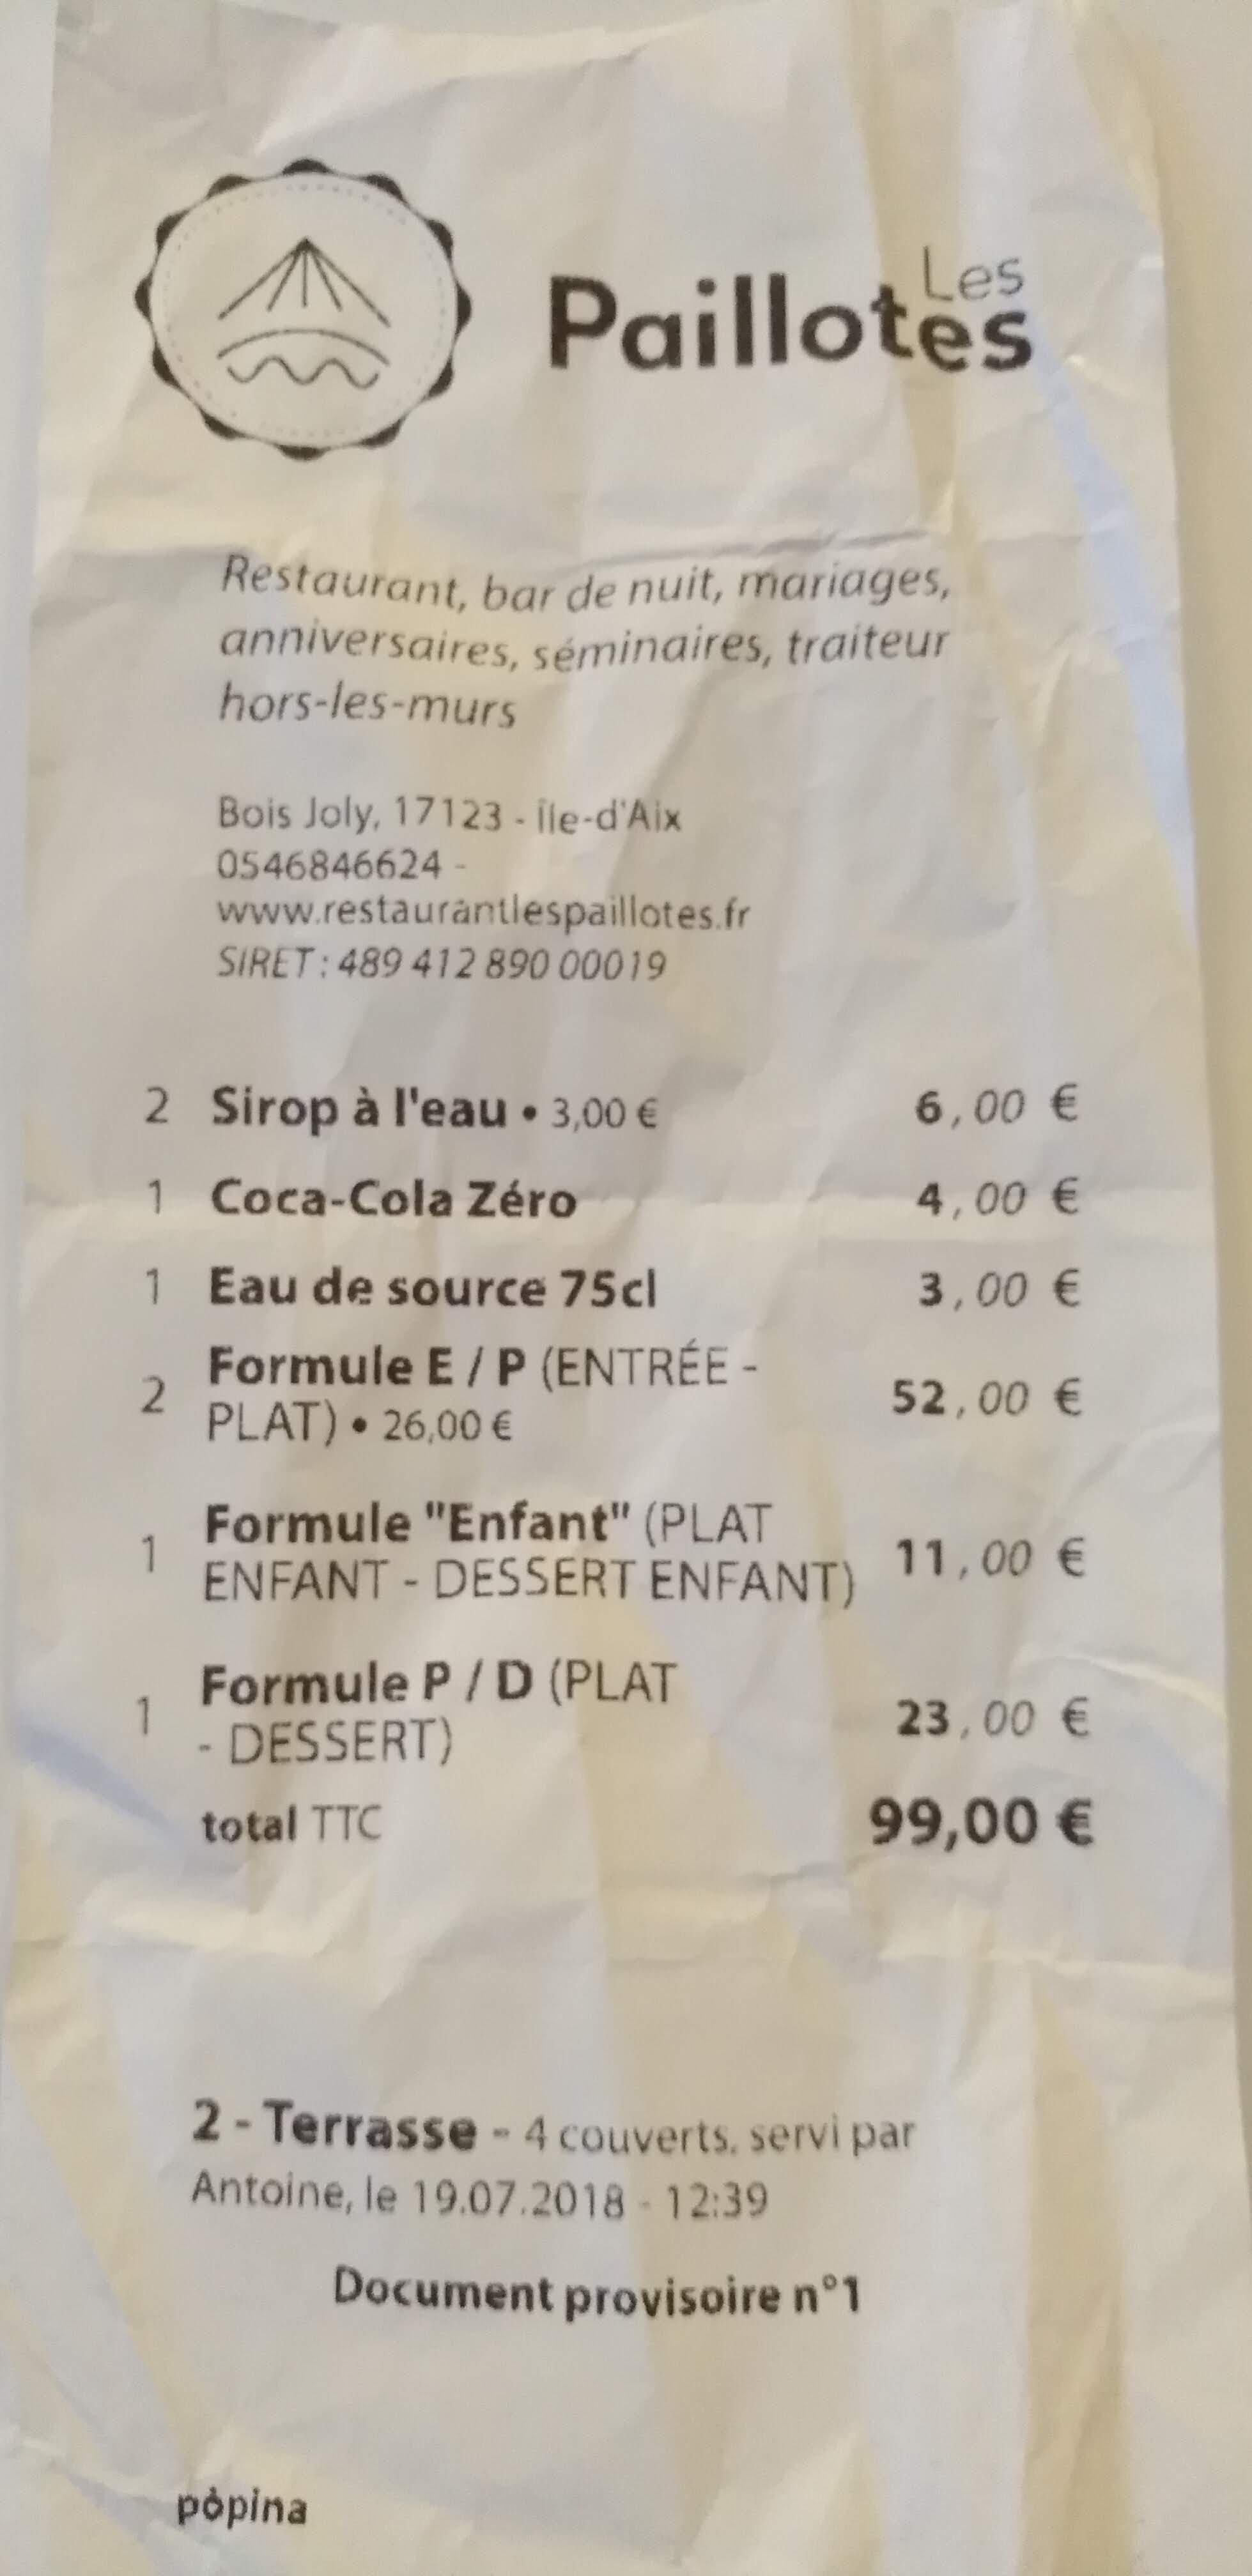 Les
Paillotes
Restaurant, bar de nuit, mariages,
anniversaires, séminaires, traiteur
hors-les-murs
Bois Joly, 17123 - île-d'Aix
0546846624 -
www.restaurantlespaillotes.fr
SIRET : 489 412 890 00019
2 Sirop à l'eau • 3,00 € 6,00 €
1 Coca-Cola Zéro 4,00 €
1 Eau de source 75cl 3,00 €
2 Formule E / P (ENTRÉE - 52,00 €
PLAT) • 26,00 €
1 Formule "Enfant" (PLAT 11,00 €
ENFANT - DESSERT ENFANT)
1 Formule P / D (PLAT 23,00 €
- DESSERT)
total TTC 99,00 €
2 - Terrasse - 4 couverts, servi par
Antoine, le 19.07.2018 - 12:39
Document provisoire n°1
pòpina